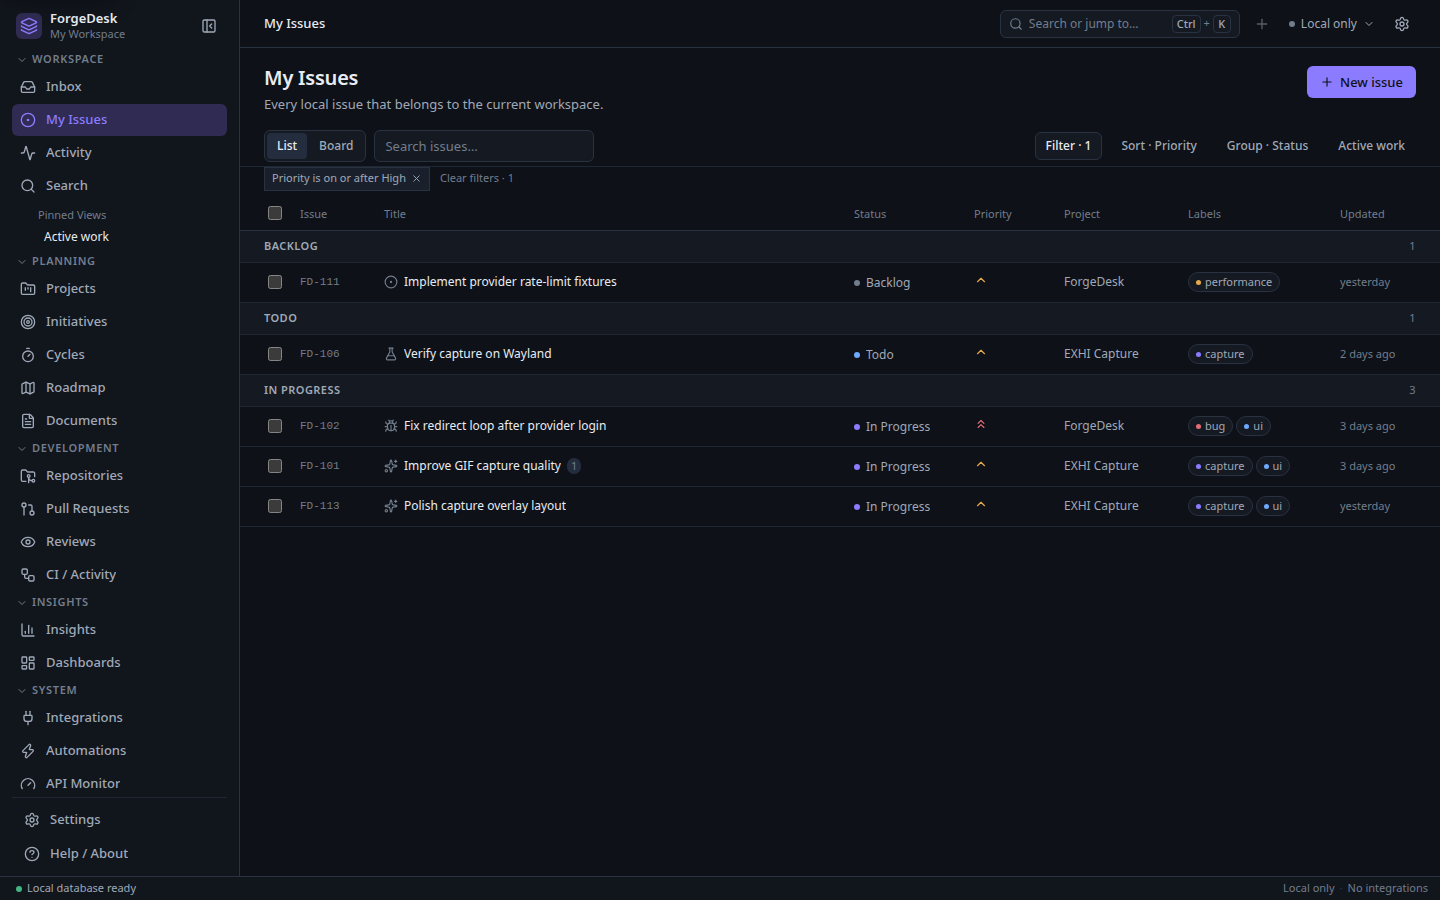 ForgeDesk
My Workspace
WORKSPACE
Inbox
My Issues
Activity
Search
Pinned Views
Active work
PLANNING
Projects
Initiatives
Cycles
Roadmap
Documents
DEVELOPMENT
Repositories
Pull Requests
Reviews
CI / Activity
INSIGHTS
Insights
Dashboards
SYSTEM
Integrations
Automations
API Monitor
Settings
Help / About
My Issues
Search or jump to... Ctrl + K
Local only
My Issues
Every local issue that belongs to the current workspace.
New issue
List Board Search issues... Filter · 1 Sort · Priority Group · Status Active work
Priority is on or after High Clear filters · 1
Issue Title Status Priority Project Labels Updated
BACKLOG 1
FD-111 Implement provider rate-limit fixtures Backlog ForgeDesk performance yesterday
TODO 1
FD-106 Verify capture on Wayland Todo EXHI Capture capture 2 days ago
IN PROGRESS 3
FD-102 Fix redirect loop after provider login In Progress ForgeDesk bug ui 3 days ago
FD-101 Improve GIF capture quality 1 In Progress EXHI Capture capture ui 3 days ago
FD-113 Polish capture overlay layout In Progress EXHI Capture capture ui yesterday
Local database ready
Local only · No integrations